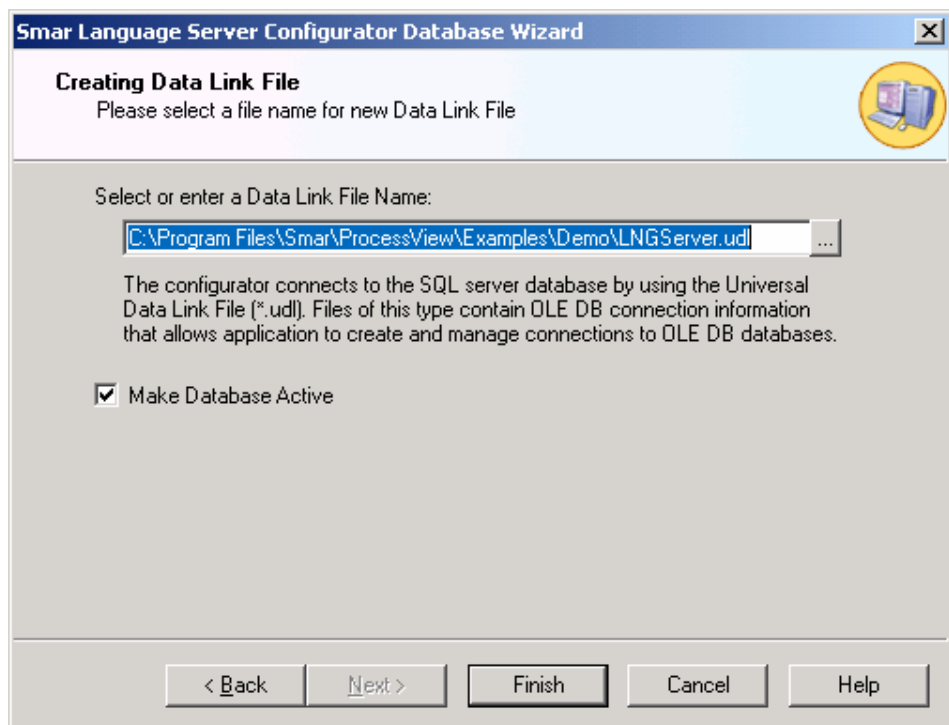 Smar Language Server Configurator Database Wizard
Creating Data Link File
Please select a file name for new Data Link File
Select or enter a Data Link File Name:
C:\Program Files\Smar\ProcessView\Examples\Demo\LNGServer.udl
...
The configurator connects to the SQL server database by using the Universal
Data Link File (*.udl). Files of this type contain OLE DB connection information
that allows application to create and manage connections to OLE DB databases.
Make Database Active
< Back Next > Finish Cancel Help